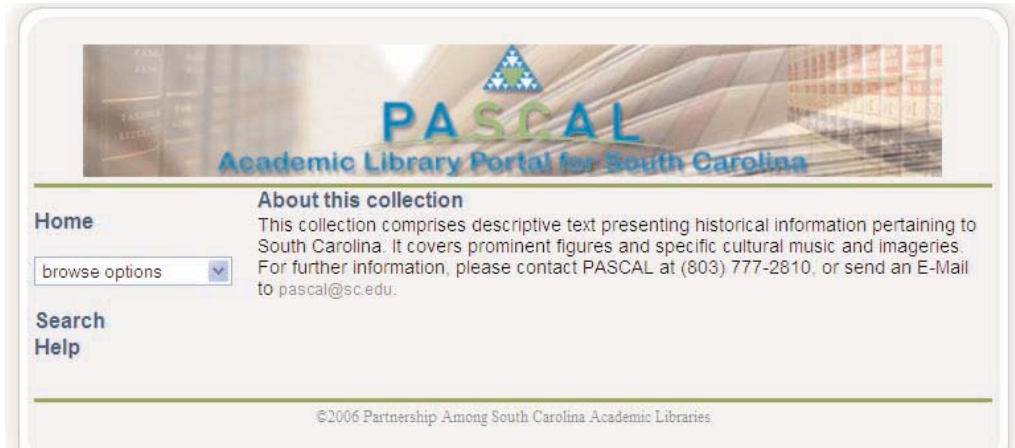 PASCAL
Academic Library Portal for South Carolina
About this collection
Home
This collection comprises descriptive text presenting historical information pertaining to
South Carolina. It covers prominent figures and specific cultural music and imageries.
For further information, please contact PASCAL at (803) 777-2810, or send an E-Mail
to pascal@sc.edu.
browse options
Search
Help
©2006 Partnership Among South Carolina Academic Libraries